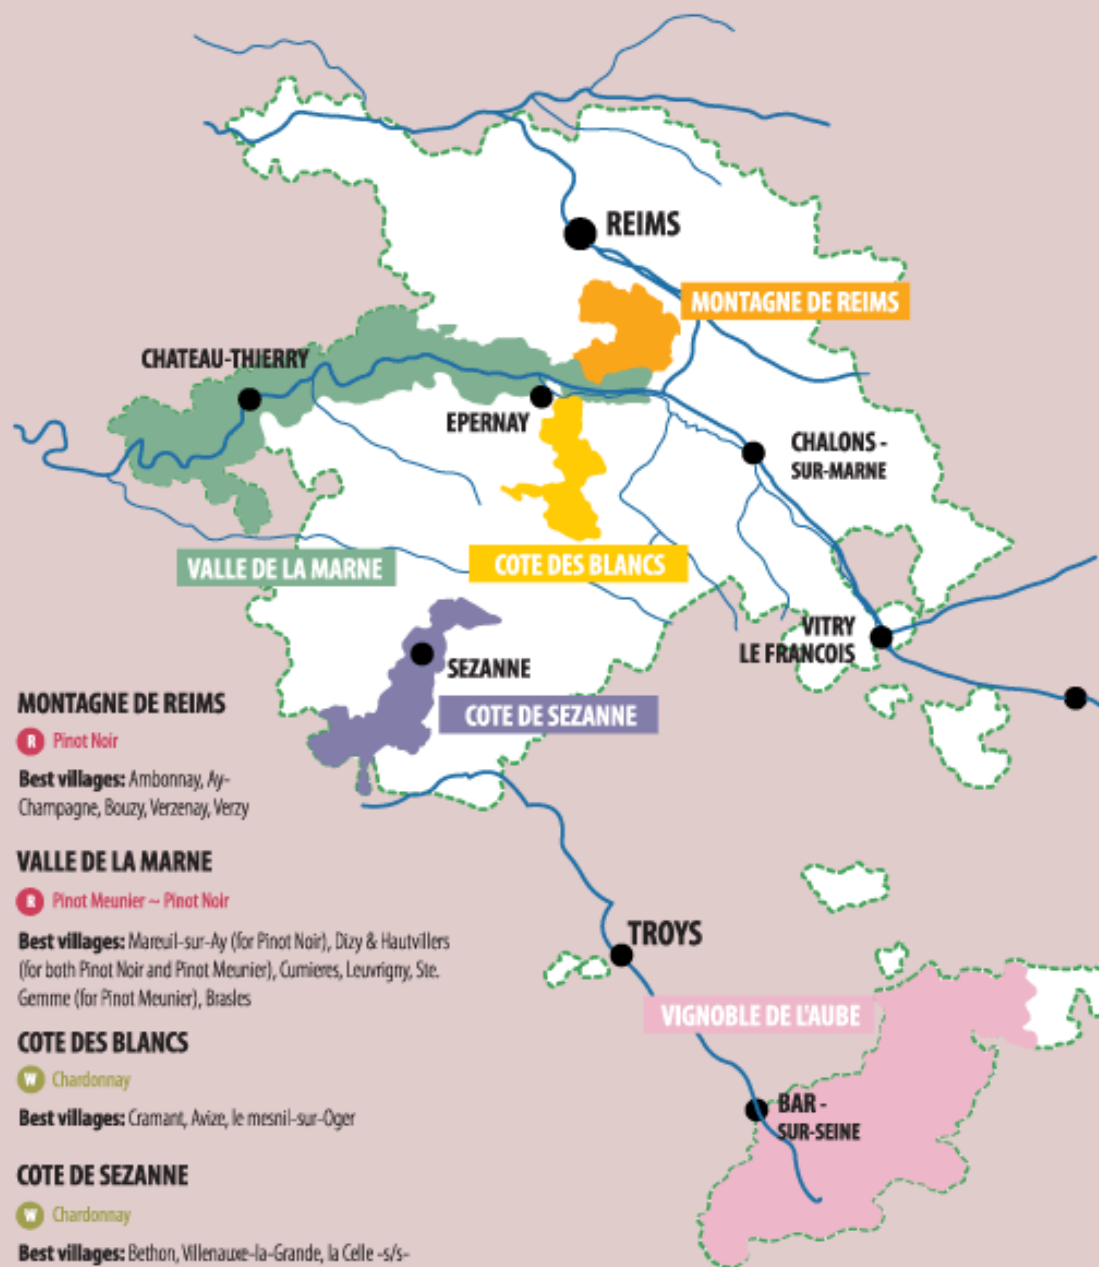 REIMS
MONTAGNE DE REIMS
CHATEAU-THIERRY
EPERNAY
CHALONS -
SUR-MARNE
VALLE DE LA MARNE
COTE DES BLANCS
VITRY
LE FRANCOIS
SEZANNE
COTE DE SEZANNE
MONTAGNE DE REIMS
R Pinot Noir
Best villages: Ambonnay, Ay-
Champagne, Bouzy, Verzenay, Verzy
VALLE DE LA MARNE
R Pinot Meunier ~ Pinot Noir
Best villages: Mareuil-sur-Ay (for Pinot Noir), Dizy & Hautvillers
(for both Pinot Noir and Pinot Meunier), Cumieres, Leuvrigny, Ste.
Gemme (for Pinot Meunier), Brasles
TROYS
VIGNOBLE DE L'AUBE
COTE DES BLANCS
W Chardonnay
Best villages: Cramant, Avize, le mesnil-sur-Oger
BAR -
SUR-SEINE
COTE DE SEZANNE
W Chardonnay
Best villages: Bethon, Villenauxe-la-Grande, la Celle -s/s-